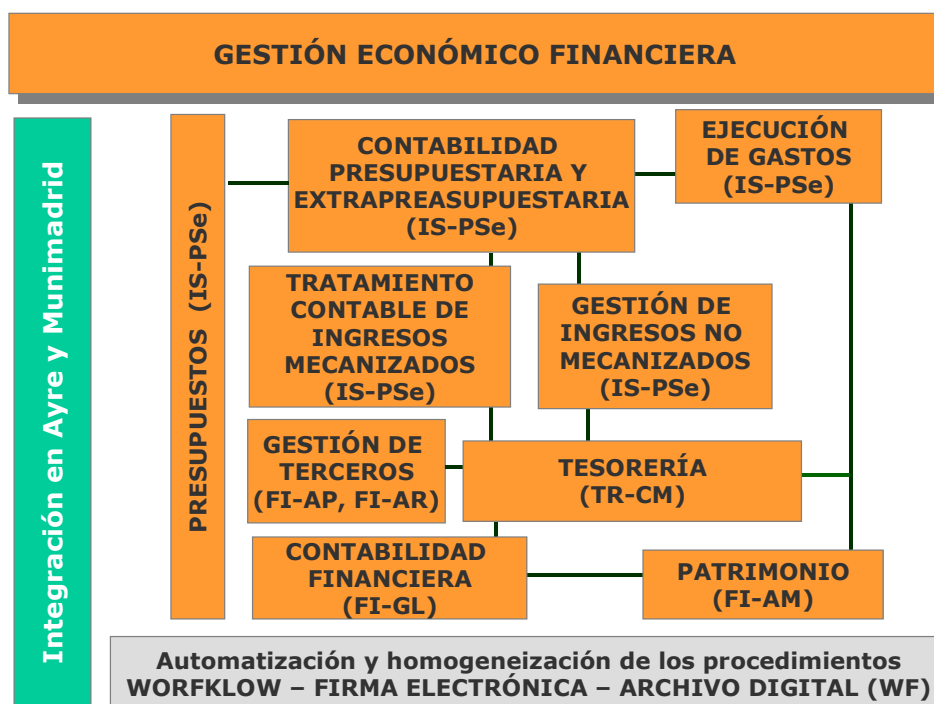 GESTIÓN ECONÓMICO FINANCIERA
Integración en Ayre y Munimadrid
PRESUPUESTOS (IS-PSe)
CONTABILIDAD
PRESUPUESTARIA Y
EXTRAPREASUPUESTARIA
(IS-PSe)
EJECUCIÓN
DE GASTOS
(IS-PSe)
TRATAMIENTO
CONTABLE DE
INGRESOS
MECANIZADOS
(IS-PSe)
GESTIÓN DE
INGRESOS NO
MECANIZADOS
(IS-PSe)
GESTIÓN DE
TERCEROS
(FI-AP, FI-AR)
TESORERÍA
(TR-CM)
CONTABILIDAD
FINANCIERA
(FI-GL)
PATRIMONIO
(FI-AM)
Automatización y homogeneización de los procedimientos
WORFKLOW – FIRMA ELECTRÓNICA – ARCHIVO DIGITAL (WF)